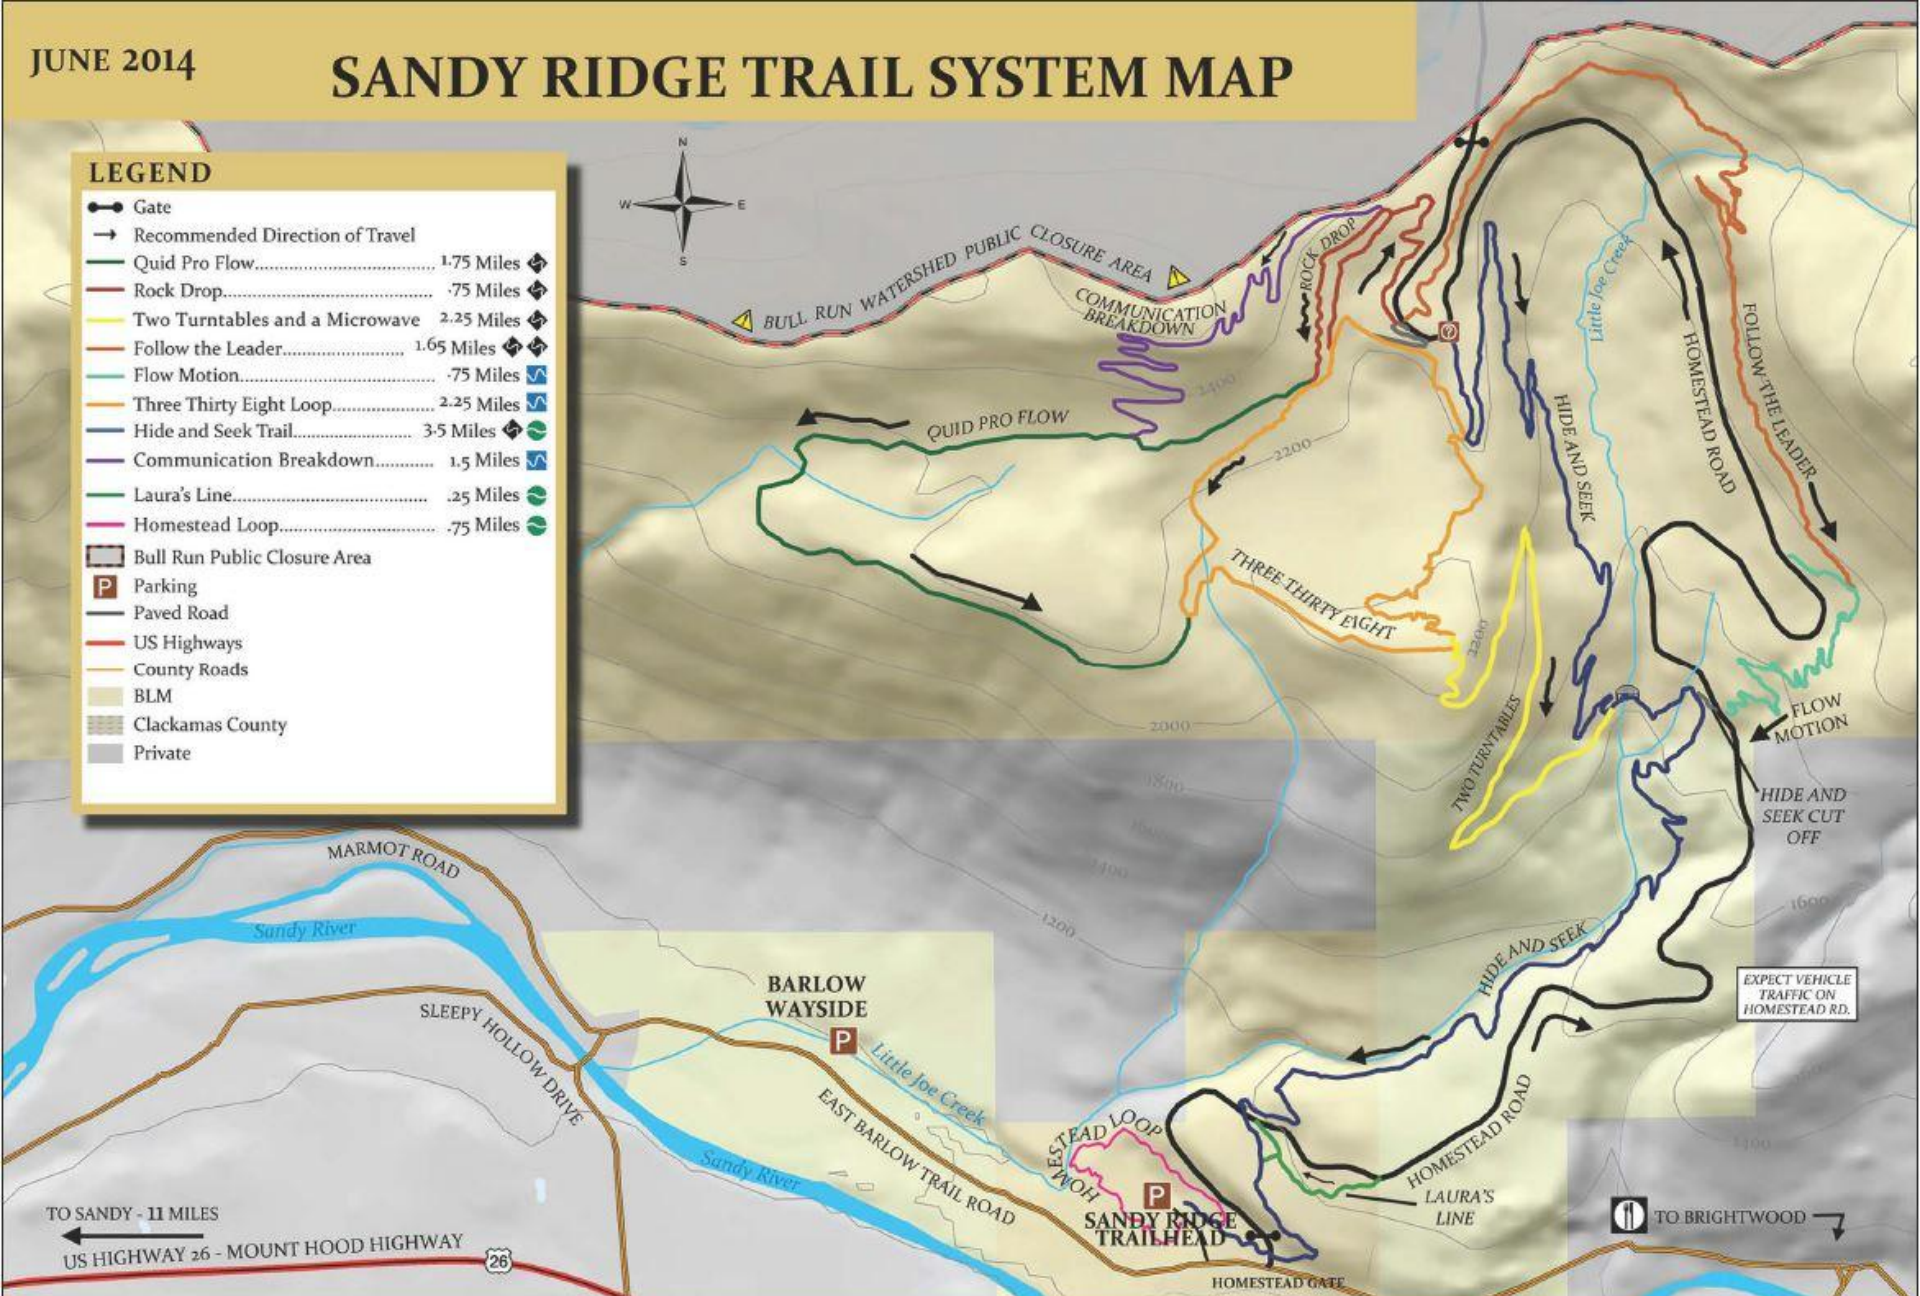 JUNE 2014
SANDY RIDGE TRAIL SYSTEM MAP
LEGEND
Gate
Recommended Direction of Travel
Quid Pro Flow 1.75 Miles
Rock Drop .75 Miles
Two Turntables and a Microwave 2.25 Miles
Follow the Leader 1.65 Miles
Flow Motion .75 Miles
Three Thirty Eight Loop 2.25 Miles
Hide and Seek Trail 3.5 Miles
Communication Breakdown 1.5 Miles
Laura's Line .25 Miles
Homestead Loop .75 Miles
Bull Run Public Closure Area
P Parking
Paved Road
US Highways
County Roads
BLM
Clackamas County
Private
N
W
E
S
BULL RUN WATERSHED PUBLIC CLOSURE AREA
COMMUNICATION
BREAKDOWN
ROCK DROP
?
Little Joe Creek
HOMESTEAD ROAD
FOLLOW THE LEADER
HIDE AND SEEK
2400
QUID PRO FLOW
2200
THREE THIRTY EIGHT
2200
TWO TURNTABLES
2000
FLOW
MOTION
1800
HIDE AND
SEEK CUT
OFF
1400
1200
1600
MARMOT ROAD
Sandy River
SLEEPY HOLLOW DRIVE
BARLOW
WAYSIDE
P
Little Joe Creek
EAST BARLOW TRAIL ROAD
Sandy River
HIDE AND SEEK
EXPECT VEHICLE
TRAFFIC ON
HOMESTEAD RD.
HOMESTEAD LOOP
HOMESTEAD ROAD
1400
P
SANDY RIDGE
TRAILHEAD
LAURA'S
LINE
HOMESTEAD GATE
TO BRIGHTWOOD
TO SANDY - 11 MILES
US HIGHWAY 26 - MOUNT HOOD HIGHWAY
26